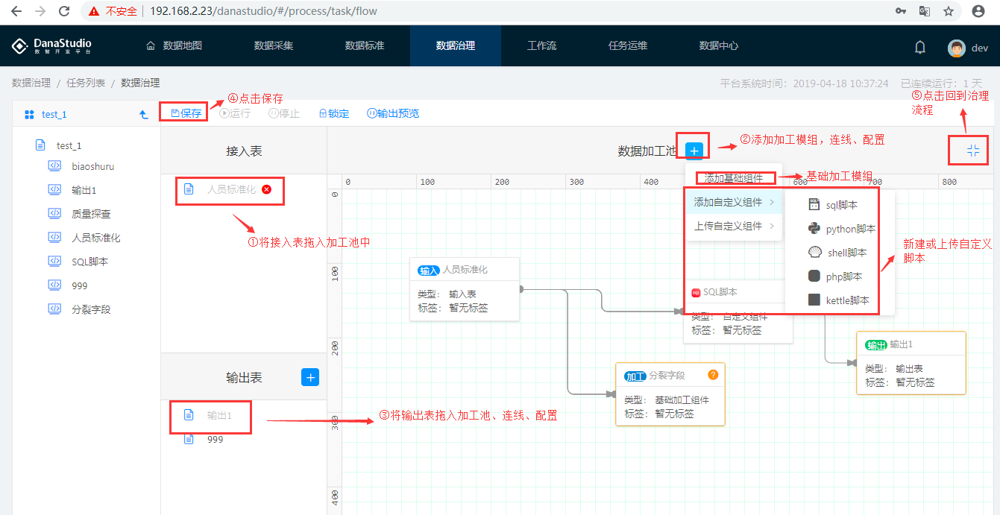 不安全 192.168.2.23/danastudio/#/process/task/flow
DanaStudio
数智开发平台
数据地图 数据采集 数据标准 数据治理 工作流 任务运维 数据中心 dev
数据治理 / 任务列表 / 数据治理
平台系统时间：2019-04-18 10:37:24 已连续运行：1 天
test_1
保存 运行 停止 锁定 输出预览
④点击保存
⑤点击回到治理
流程
test_1
biaoshuru
输出1
质量探查
人员标准化
SQL脚本
999
分裂字段
接入表
人员标准化
①将接入表拖入加工池中
输出表
输出1
999
③将输出表拖入加工池、连线、配置
数据加工池
②添加加工模组，连线、配置
0 100 200 300 400 600 700 800
0
100
200
300
400
添加基础组件
基础加工模组
添加自定义组件
上传自定义组件
sql脚本
python脚本
shell脚本
php脚本
kettle脚本
新建或上传自定义
脚本
输入 人员标准化
类型： 输入表
标签： 暂无标签
SQL SQL脚本
类型： 自定义组件
标签： 暂无标签
加工 分裂字段
类型： 基础加工组件
标签： 暂无标签
输出 输出1
类型： 输出表
标签： 暂无标签